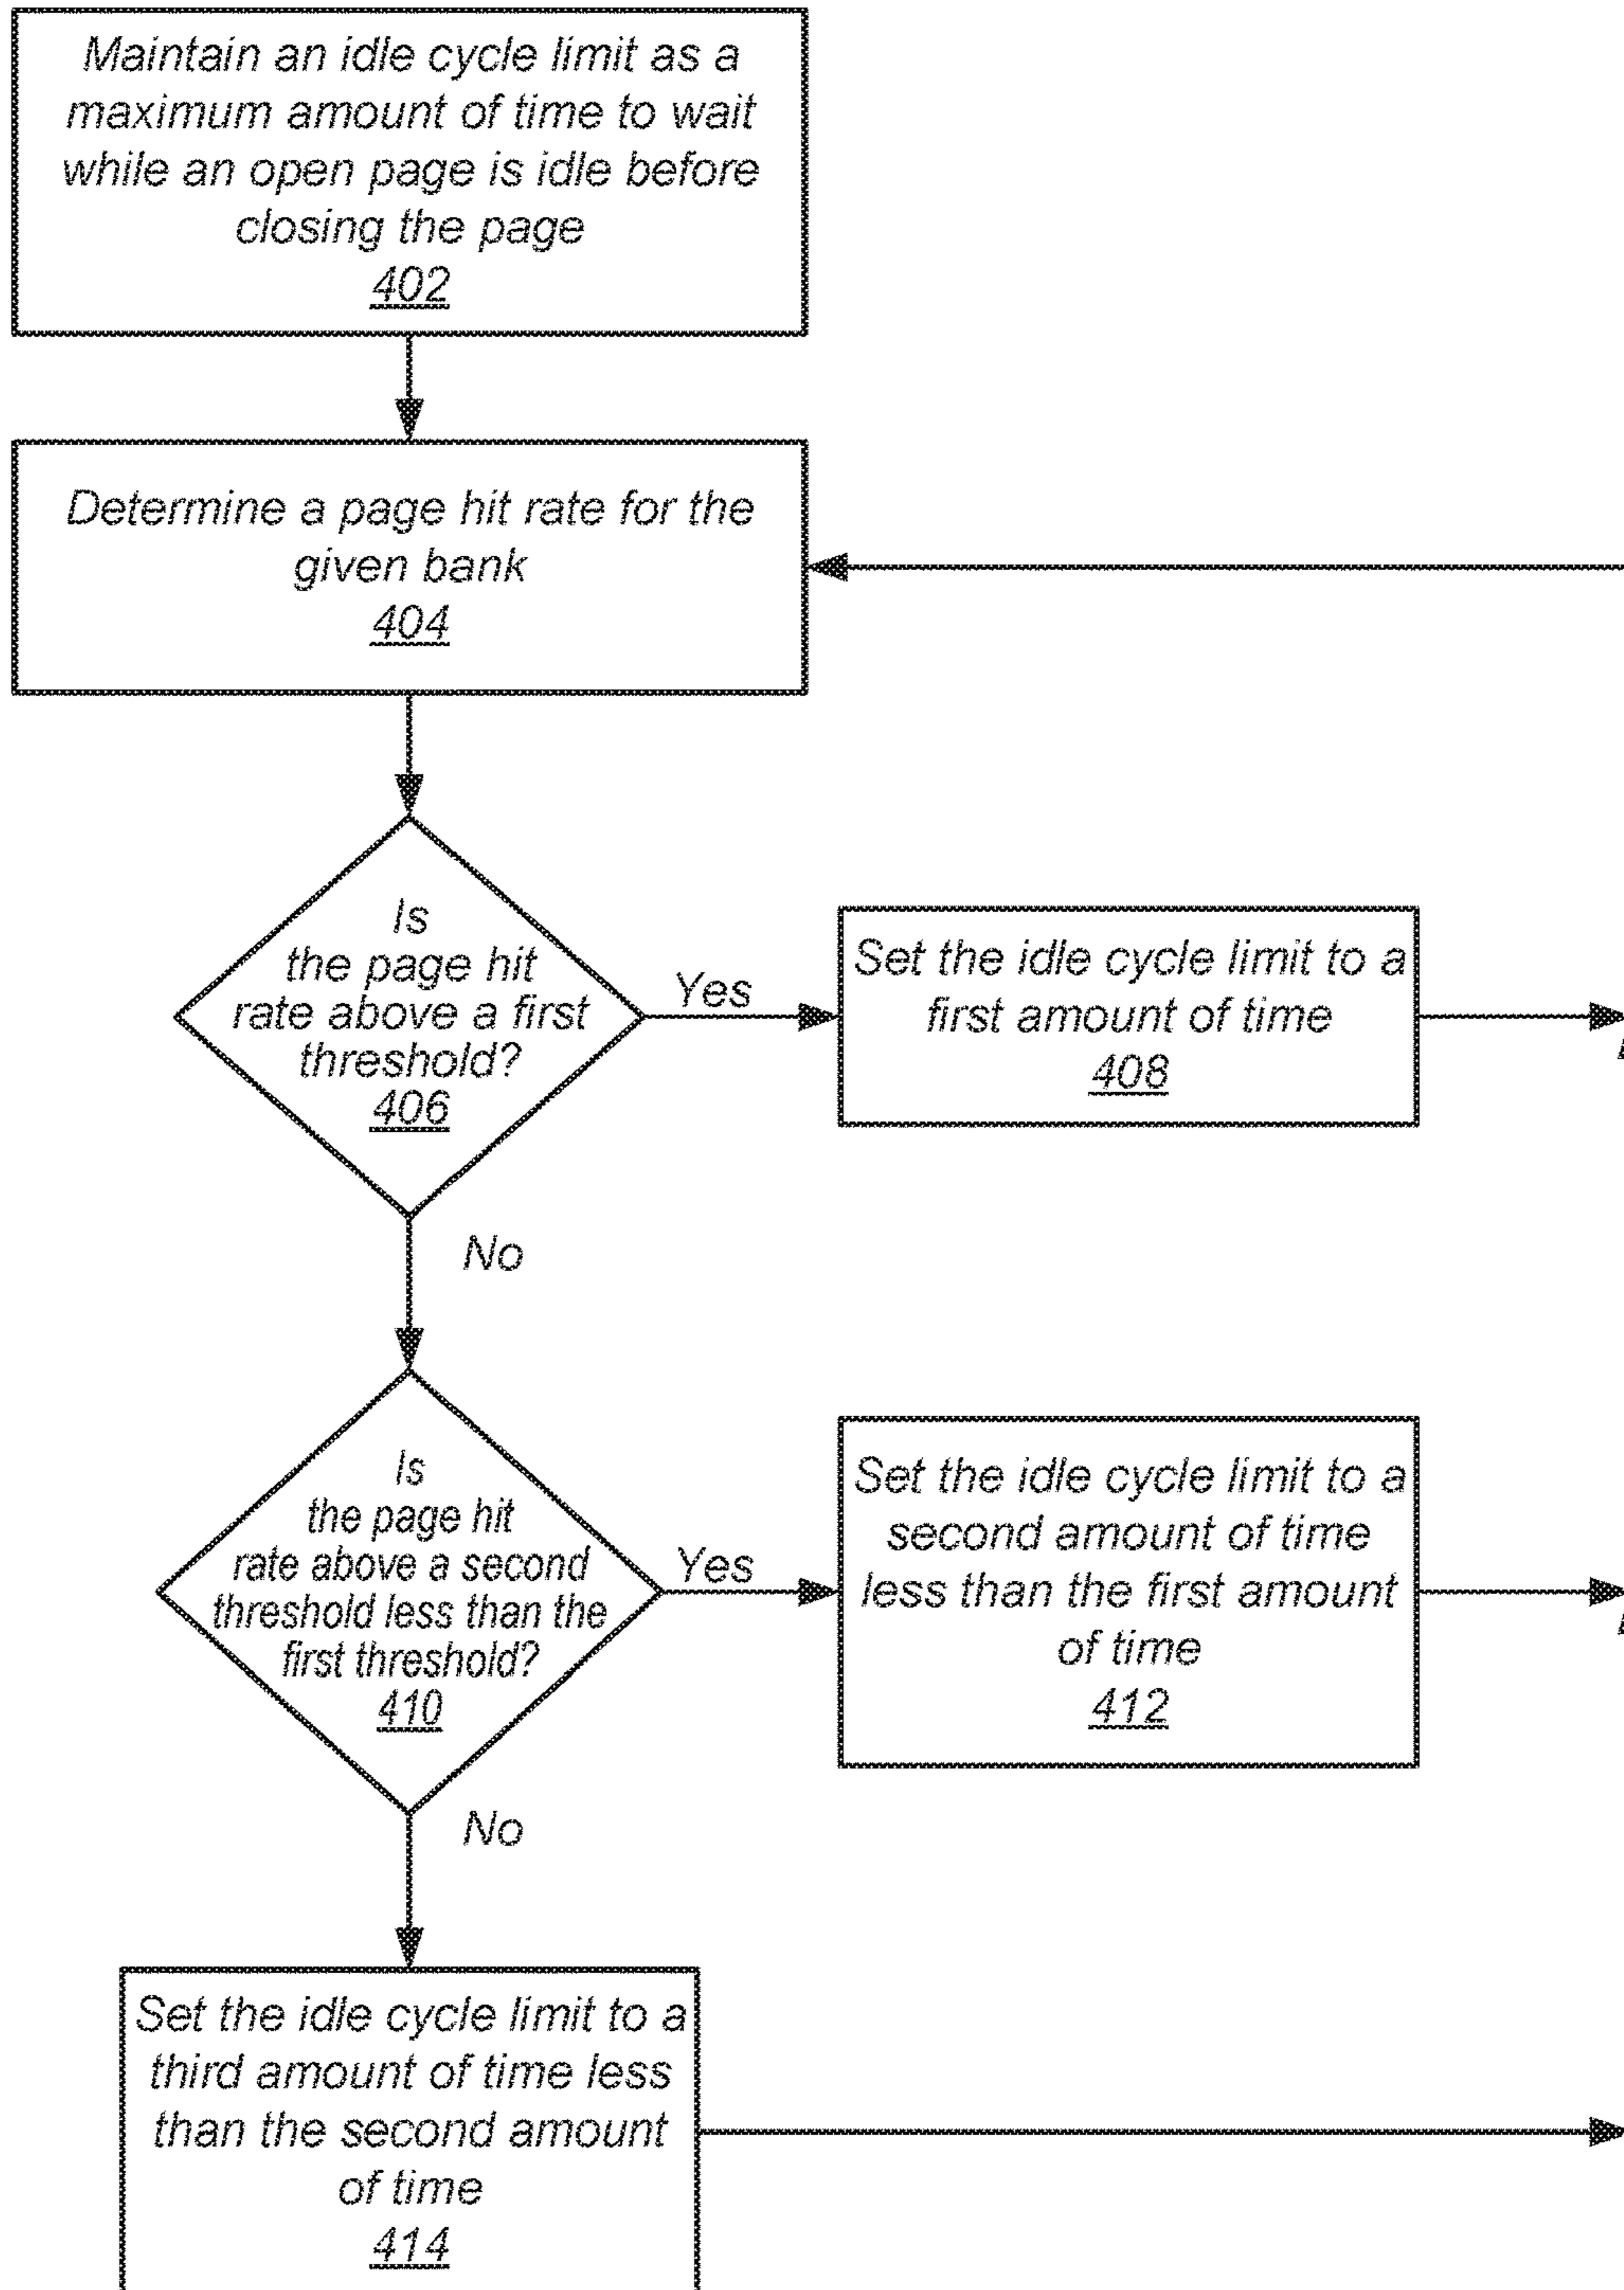 Maintain an idle cycle limit as a
maximum amount of time to wait
while an open page is idle before
closing the page
402
Determine a page hit rate for the
given bank
404
Is
the page hit
rate above a first
threshold?
406
Yes
Set the idle cycle limit to a
first amount of time
408
No
Is
the page hit
rate above a second
threshold less than the
first threshold?
410
Yes
Set the idle cycle limit to a
second amount of time
less than the first amount
of time
412
No
Set the idle cycle limit to a
third amount of time less
than the second amount
of time
414